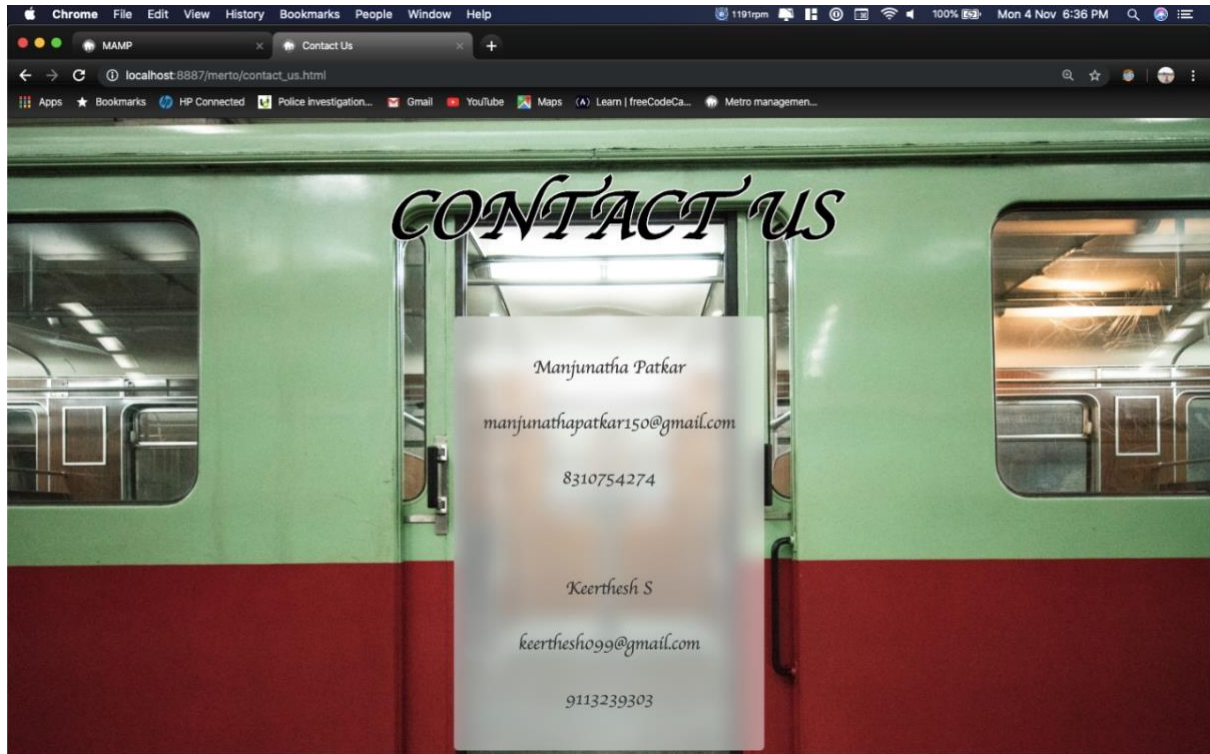 Chrome File Edit View History Bookmarks People Window Help 1191rpm 100% Mon 4 Nov 6:36 PM
MAMP Contact Us
localhost:8887/merto/contact_us.html
Apps Bookmarks HP Connected Police investigation... Gmail YouTube Maps Learn | freeCodeCa... Metro managemen...
CONTACT US
Manjunatha Patkar
manjunathapatkar150@gmail.com
8310754274
Keerthesh S
keerthesh099@gmail.com
9113239303